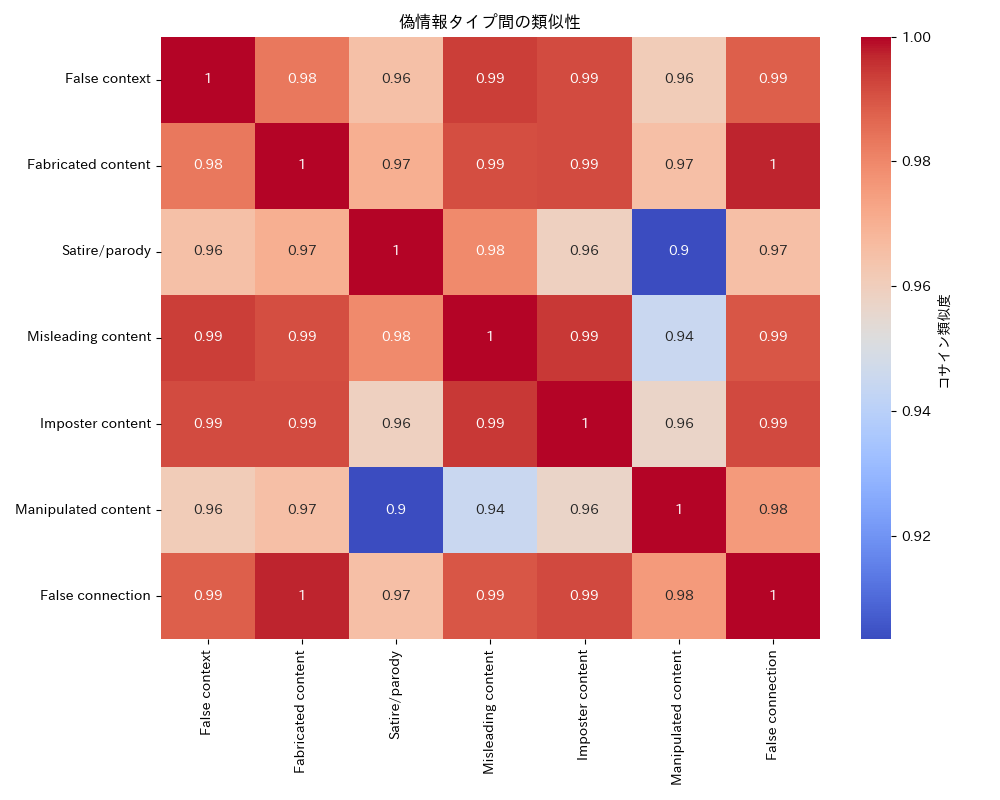 偽情報タイプ間の類似性
False context 1 0.98 0.96 0.99 0.99 0.96 0.99
Fabricated content 0.98 1 0.97 0.99 0.99 0.97 1
Satire/parody 0.96 0.97 1 0.98 0.96 0.9 0.97
Misleading content 0.99 0.99 0.98 1 0.99 0.94 0.99
Imposter content 0.99 0.99 0.96 0.99 1 0.96 0.99
Manipulated content 0.96 0.97 0.9 0.94 0.96 1 0.98
False connection 0.99 1 0.97 0.99 0.99 0.98 1
False context
Fabricated content
Satire/parody
Misleading content
Imposter content
Manipulated content
False connection
1.00
0.98
0.96
0.94
0.92
コサイン類似度